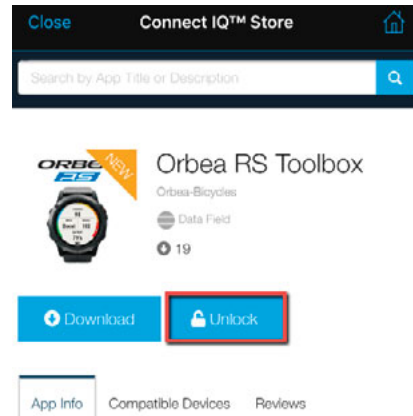 Close Connect IQ™ Store
Search by App Title or Description
ORBE
RS
NEW
Orbea RS Toolbox
Orbea-Bicycles
Data Field
19
Download Unlock
App Info Compatible Devices Reviews